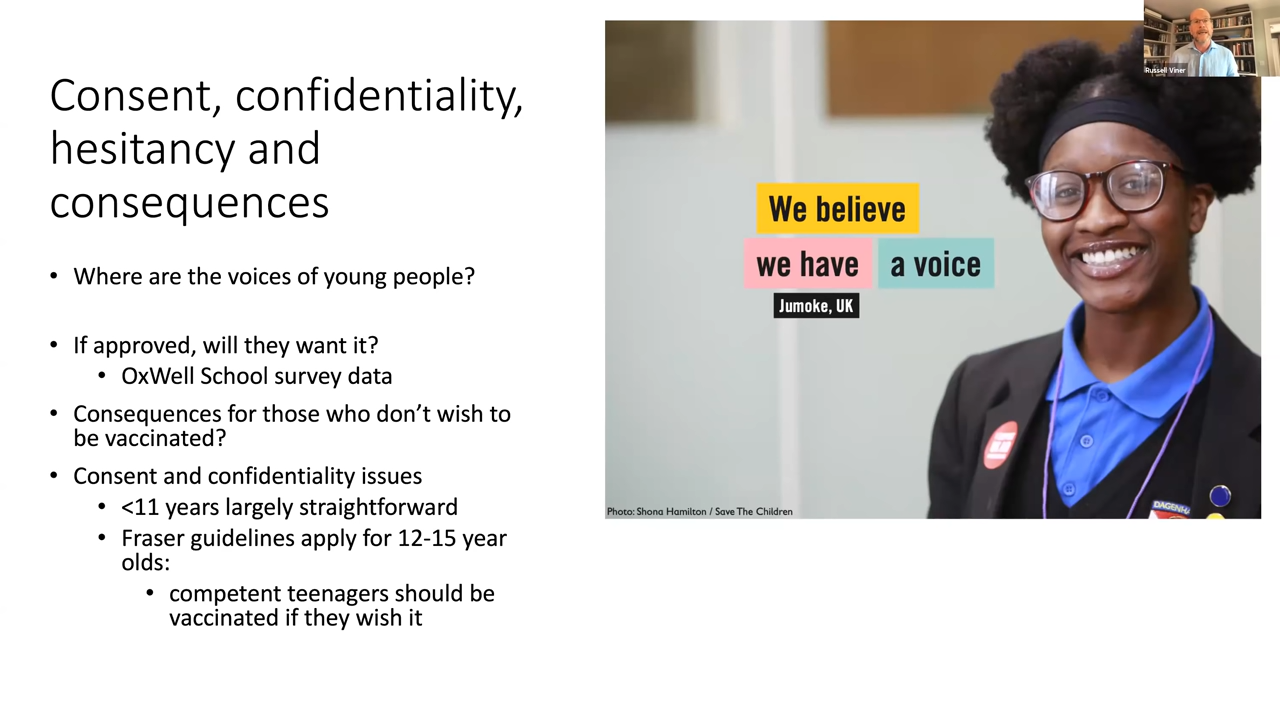 Consent, confidentiality,
hesitancy and
consequences
• Where are the voices of young people?
• If approved, will they want it?
• OxWell School survey data
• Consequences for those who don’t wish to
be vaccinated?
• Consent and confidentiality issues
• <11 years largely straightforward
• Fraser guidelines apply for 12-15 year
olds:
• competent teenagers should be
vaccinated if they wish it
We believe
we have a voice
Jumoke, UK
Photo: Shona Hamilton / Save The Children
Russell Viner